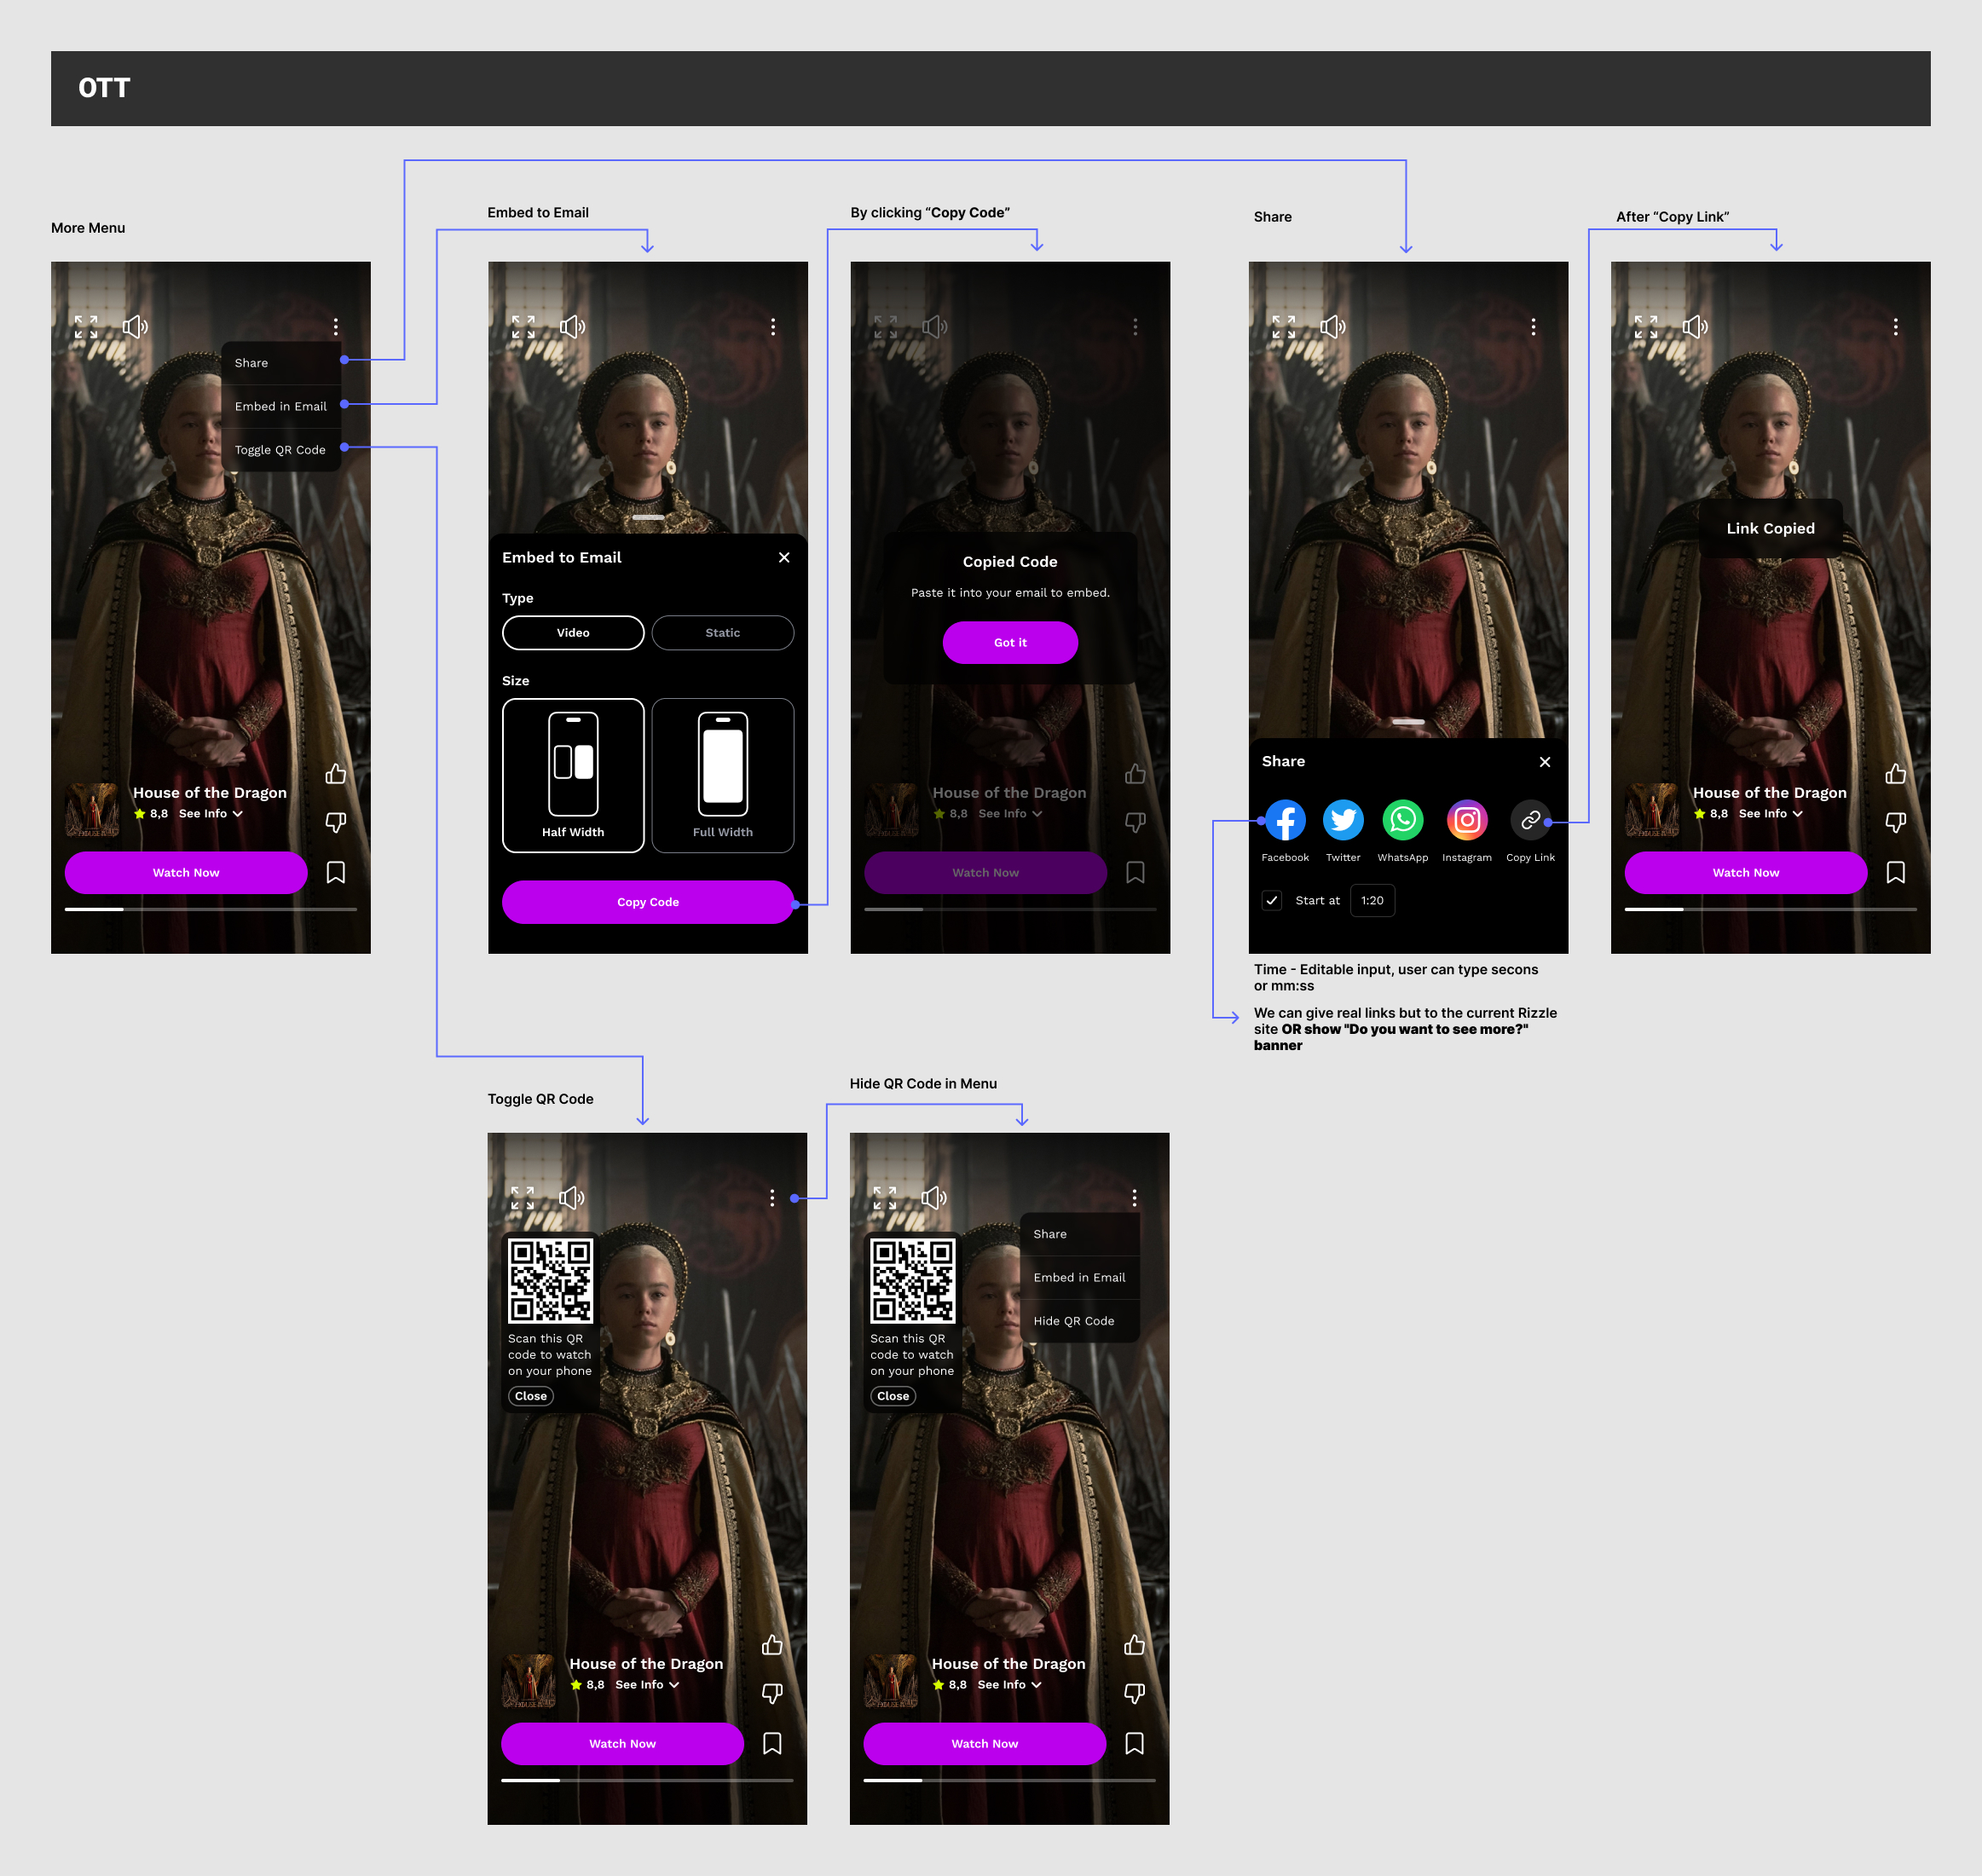 OTT
More Menu
Share
Embed in Email
Toggle QR Code
House of the Dragon
8,8 See Info
Watch Now
Embed to Email
Embed to Email
Type
Video
Static
Size
Half Width
Full Width
Copy Code
By clicking “Copy Code”
Copied Code
Paste it into your email to embed.
Got it
House of the Dragon
8,8 See Info
Watch Now
Share
Share
Facebook
Twitter
WhatsApp
Instagram
Copy Link
Start at
1:20
Time - Editable input, user can type secons
or mm:ss
We can give real links but to the current Rizzle
site OR show "Do you want to see more?"
banner
After “Copy Link”
Link Copied
House of the Dragon
8,8 See Info
Watch Now
Toggle QR Code
Scan this QR
code to watch
on your phone
Close
House of the Dragon
8,8 See Info
Watch Now
Hide QR Code in Menu
Share
Embed in Email
Hide QR Code
Scan this QR
code to watch
on your phone
Close
House of the Dragon
8,8 See Info
Watch Now